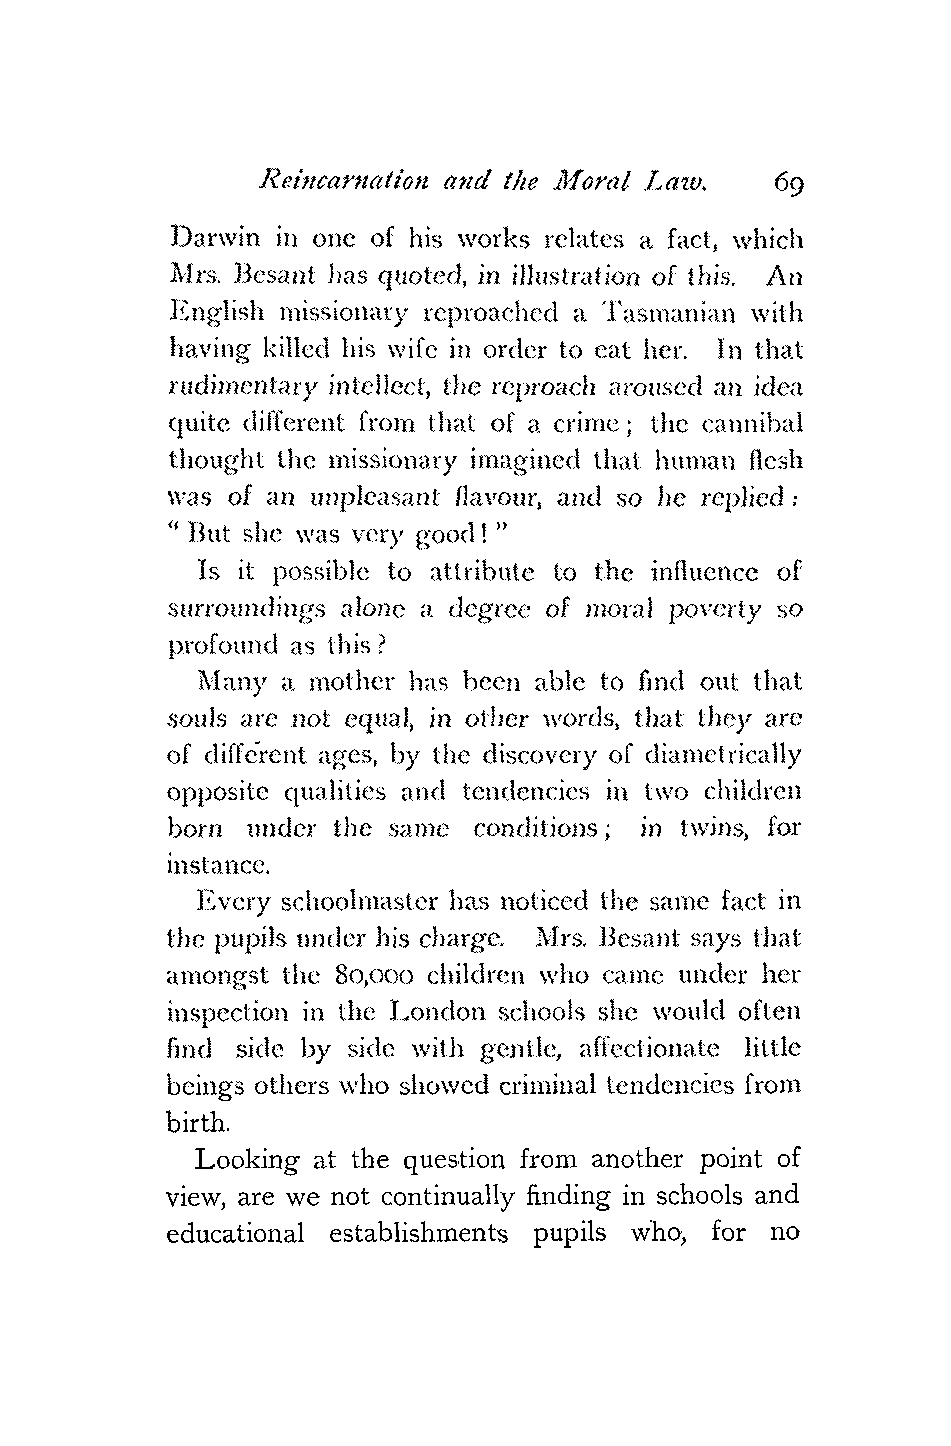 Reincarnation and the Moral Law. 69
Darwin in one of his works relates a fact, which
Mrs. Besant has quoted, in illustration of this. An
English missionary reproached a Tasmanian with
having killed his wife in order to eat her. In that
rudimentary intellect, the reproach aroused an idea
quite different from that of a crime; the cannibal
thought the missionary imagined that human flesh
was of an unpleasant flavour, and so he replied:
"But she was very good!"
Is it possible to attribute to the influence of
surroundings alone a degree of moral poverty so
profound as this?
Many a mother has been able to find out that
souls are not equal, in other words, that they are
of different ages, by the discovery of diametrically
opposite qualities and tendencies in two children
born under the same conditions; in twins, for
instance.
Every schoolmaster has noticed the same fact in
the pupils under his charge. Mrs. Besant says that
amongst the 80,000 children who came under her
inspection in the London schools she would often
find side by side with gentle, affectionate little
beings others who showed criminal tendencies from
birth.
Looking at the question from another point of
view, are we not continually finding in schools and
educational establishments pupils who, for no